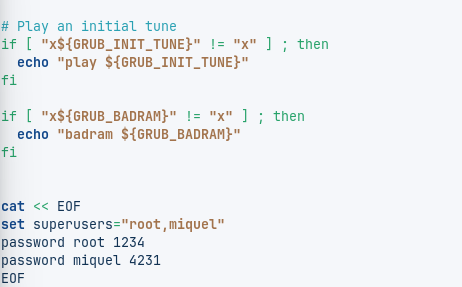 # Play an initial tune
if [ "x${GRUB_INIT_TUNE}" != "x" ] ; then
  echo "play ${GRUB_INIT_TUNE}"
fi

if [ "x${GRUB_BADRAM}" != "x" ] ; then
  echo "badram ${GRUB_BADRAM}"
fi


cat << EOF
set superusers="root,miquel"
password root 1234
password miquel 4231
EOF